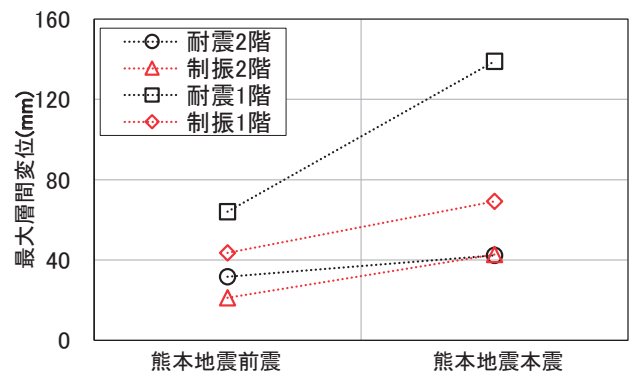 160
120
80
40
0
最大層間変位(mm)
耐震2階
制振2階
耐震1階
制振1階
熊本地震前震
熊本地震本震